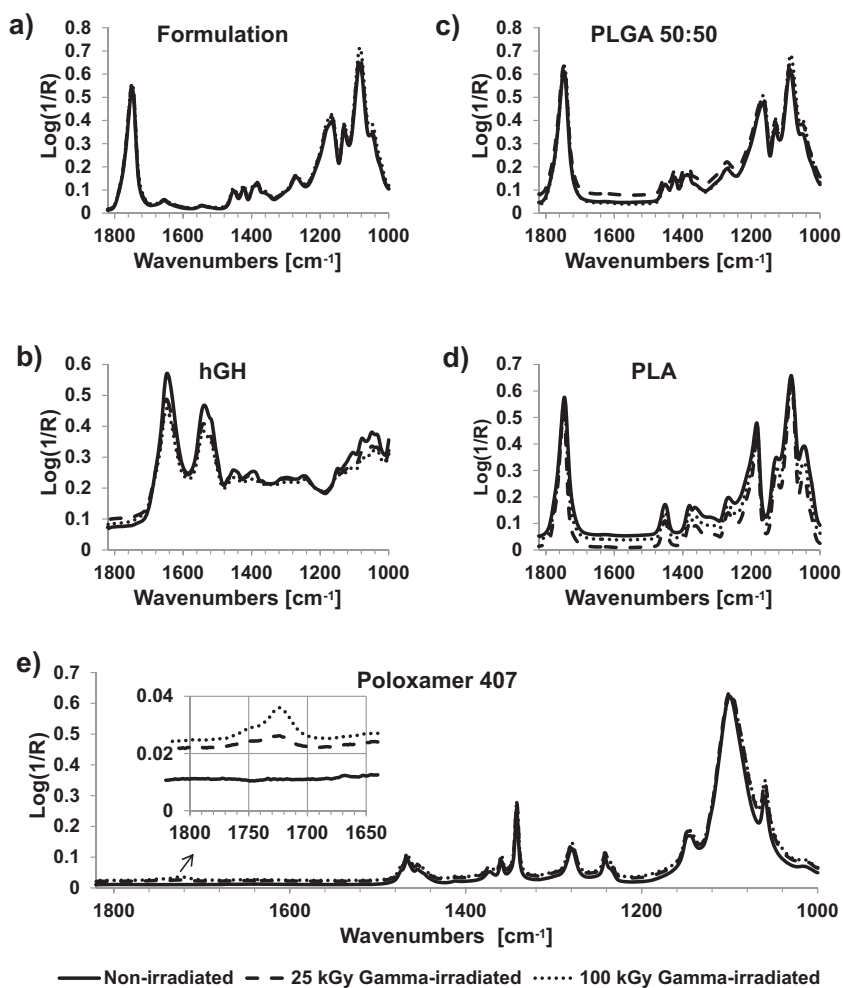 a)
Formulation
Log(1/R)
0.8
0.7
0.6
0.5
0.4
0.3
0.2
0.1
0
1800 1600 1400 1200 1000
Wavenumbers [cm-1]
c)
PLGA 50:50
Log(1/R)
0.8
0.7
0.6
0.5
0.4
0.3
0.2
0.1
0
1800 1600 1400 1200 1000
Wavenumbers [cm-1]
b)
hGH
Log(1/R)
0.6
0.5
0.4
0.3
0.2
0.1
0
1800 1600 1400 1200 1000
Wavenumbers [cm-1]
d)
PLA
Log(1/R)
0.7
0.6
0.5
0.4
0.3
0.2
0.1
0
1800 1600 1400 1200 1000
Wavenumbers [cm-1]
e)
Poloxamer 407
Log(1/R)
0.7
0.6
0.5
0.4
0.3
0.2
0.1
0
0.04
0.02
0
1800 1750 1700 1650
1800 1600 1400 1200 1000
Wavenumbers [cm-1]
Non-irradiated 25 kGy Gamma-irradiated 100 kGy Gamma-irradiated